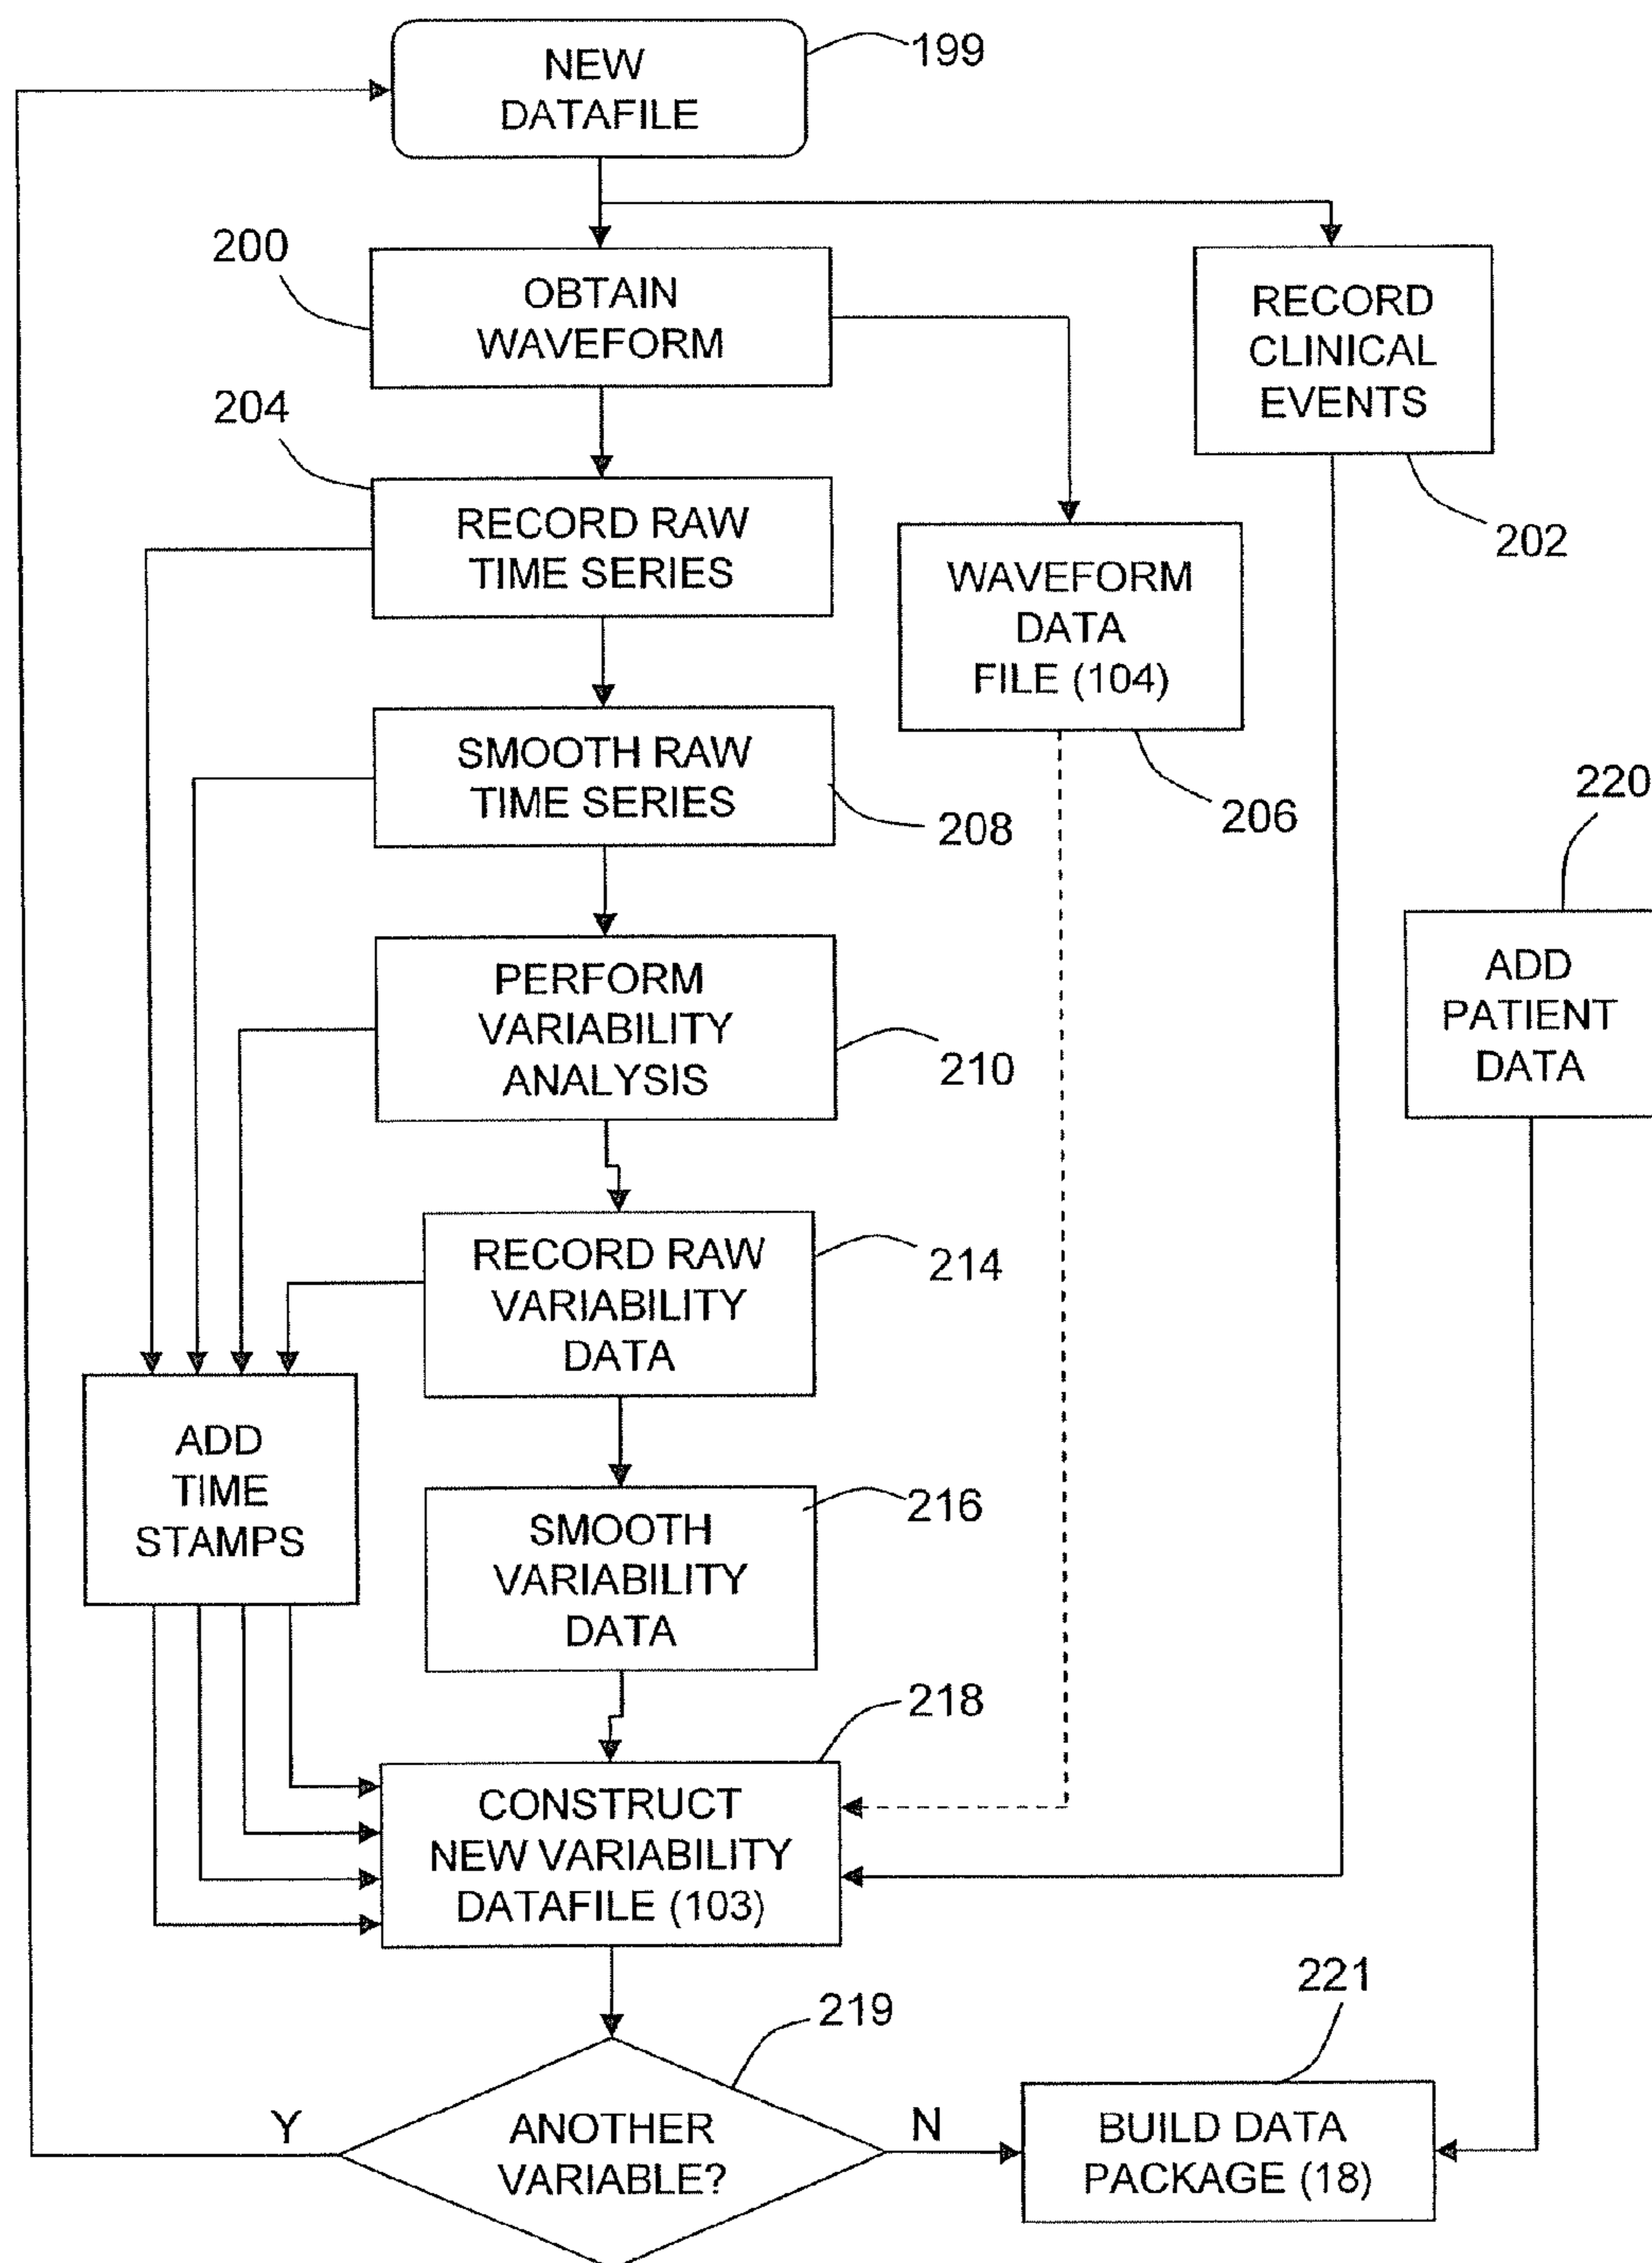 NEW
DATAFILE
199
200
OBTAIN
WAVEFORM
RECORD
CLINICAL
EVENTS
202
204
RECORD RAW
TIME SERIES
WAVEFORM
DATA
FILE (104)
206
SMOOTH RAW
TIME SERIES
208
220
ADD
PATIENT
DATA
PERFORM
VARIABILITY
ANALYSIS
210
RECORD RAW
VARIABILITY
DATA
214
ADD
TIME
STAMPS
SMOOTH
VARIABILITY
DATA
216
218
CONSTRUCT
NEW VARIABILITY
DATAFILE (103)
219
221
Y
ANOTHER
VARIABLE?
N
BUILD DATA
PACKAGE (18)